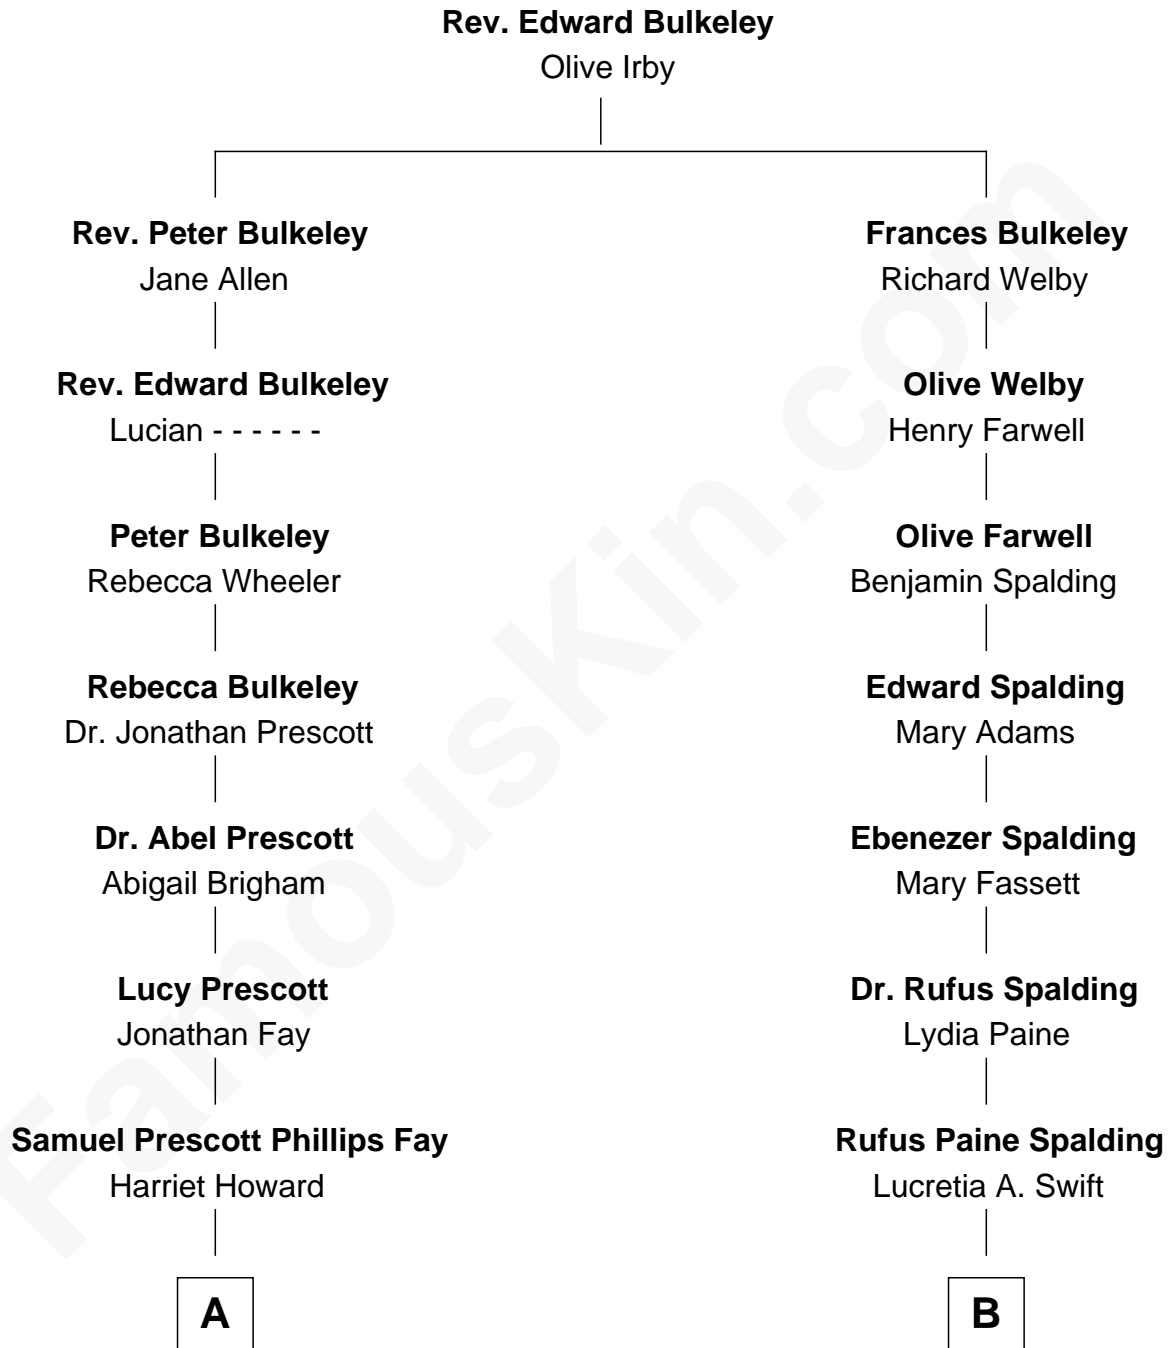 Rev. Edward Bulkeley
Olive Irby
Rev. Peter Bulkeley
Jane Allen
Frances Bulkeley
Richard Welby
Rev. Edward Bulkeley
Lucian - - - - - -
Olive Welby
Henry Farwell
Peter Bulkeley
Rebecca Wheeler
Olive Farwell
Benjamin Spalding
Rebecca Bulkeley
Dr. Jonathan Prescott
Edward Spalding
Mary Adams
Dr. Abel Prescott
Abigail Brigham
Ebenezer Spalding
Mary Fassett
Lucy Prescott
Jonathan Fay
Dr. Rufus Spalding
Lydia Paine
Samuel Prescott Phillips Fay
Harriet Howard
Rufus Paine Spalding
Lucretia A. Swift
A
B
FamousKin.com